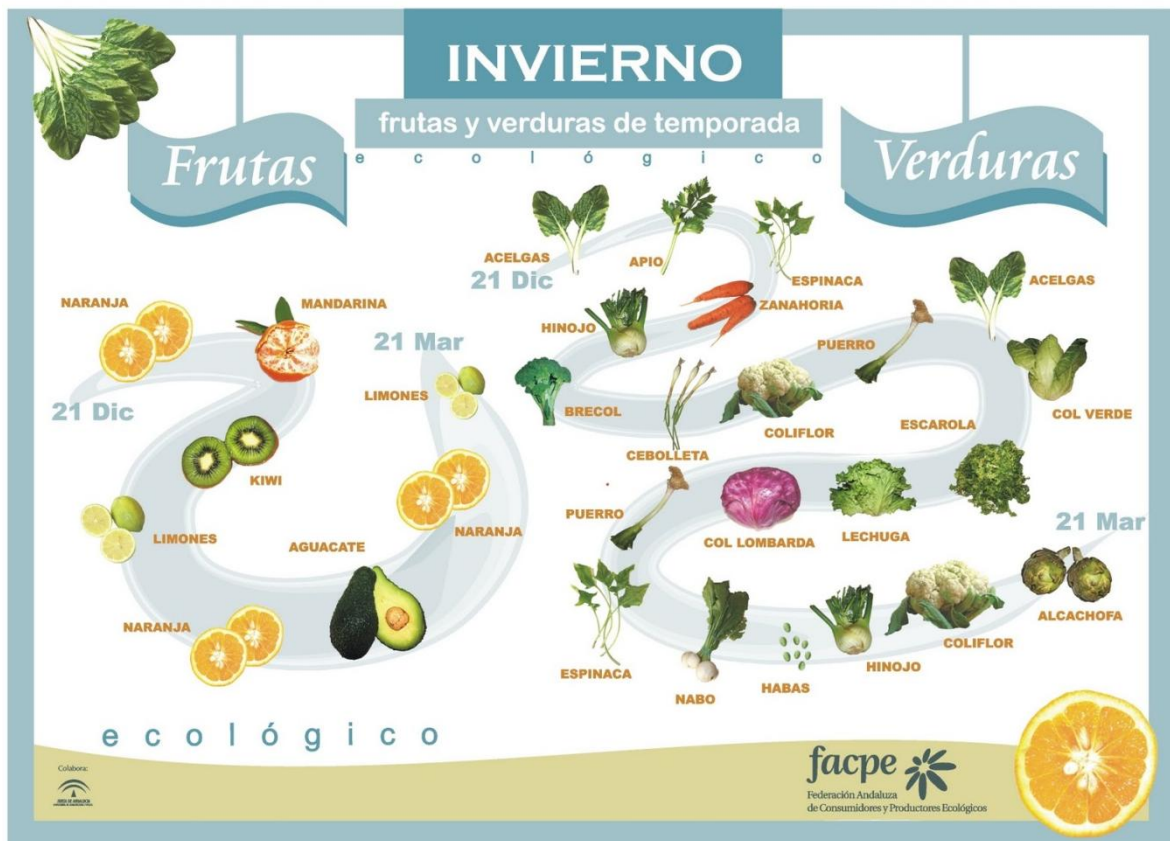 INVIERNO
frutas y verduras de temporada
ecológico
Frutas
Verduras
NARANJA
MANDARINA
21 Dic
KIWI
LIMONES
NARANJA
AGUACATE
NARANJA
LIMONES
21 Mar
21 Dic
ACELGAS
APIO
ESPINACA
ZANAHORIA
HINOJO
BRECOL
CEBOLLETA
COLIFLOR
PUERRO
ACELGAS
COL VERDE
ESCAROLA
LECHUGA
COL LOMBARDA
PUERRO
ESPINACA
NABO
HABAS
HINOJO
COLIFLOR
ALCACHOFA
21 Mar
ecológico
Colabora:
facpe
Federación Andaluza
de Consumidores y Productores Ecológicos